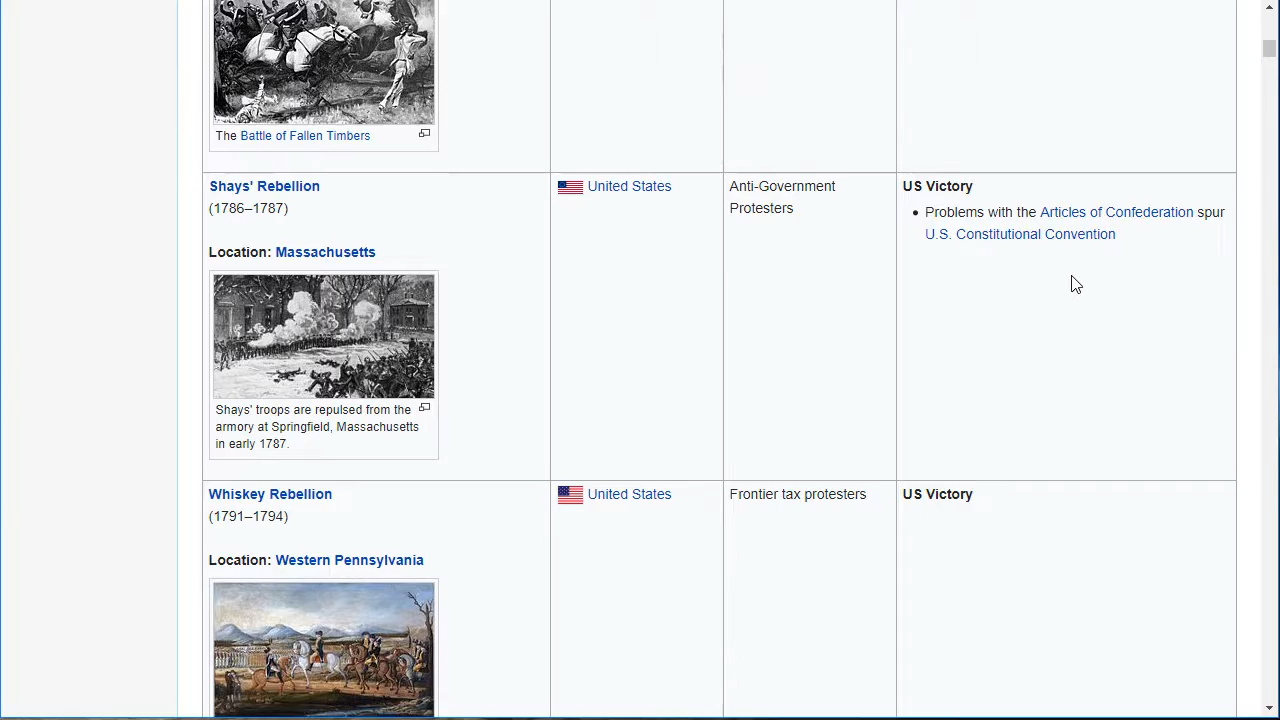 The Battle of Fallen Timbers
Shays' Rebellion
(1786–1787)
Location: Massachusetts
Shays' troops are repulsed from the
armory at Springfield, Massachusetts
in early 1787.
United States
Anti-Government
Protesters
US Victory
• Problems with the Articles of Confederation spur
U.S. Constitutional Convention
Whiskey Rebellion
(1791–1794)
Location: Western Pennsylvania
United States
Frontier tax protesters
US Victory